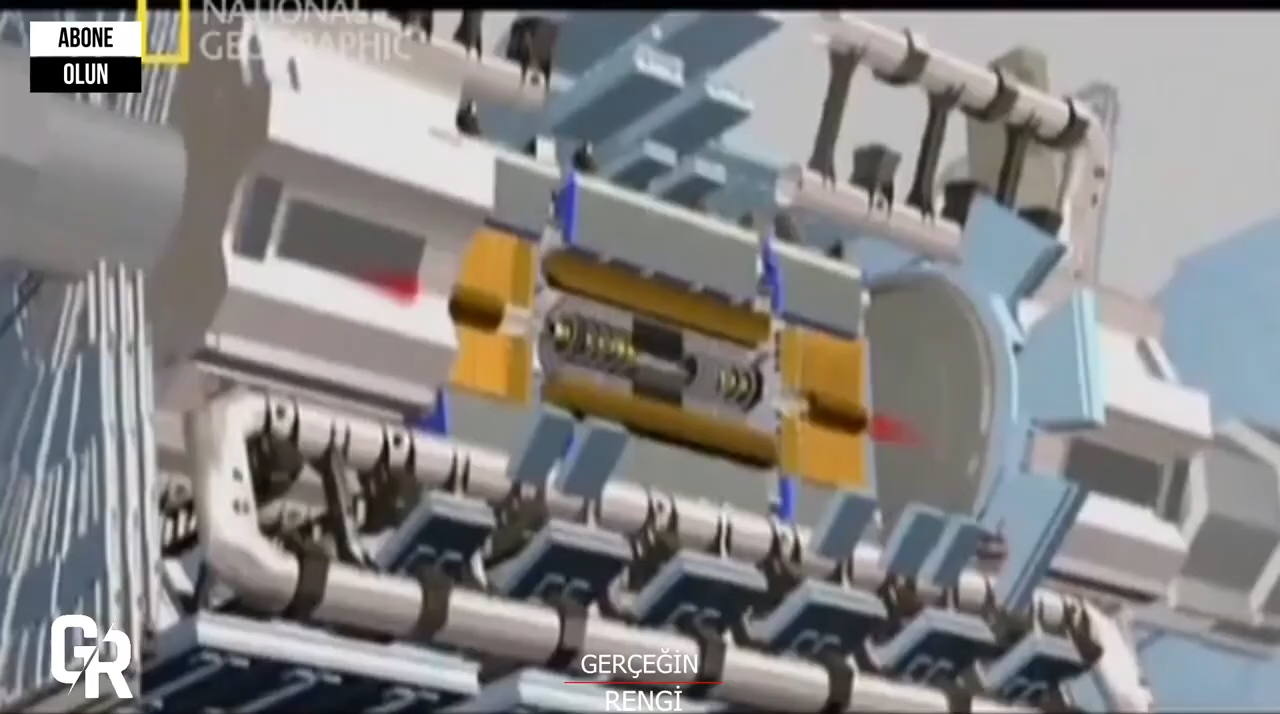 ABONE
OLUN
NATIONAL
GEOGRAPHIC
GR
GERÇEĞİN
RENGİ